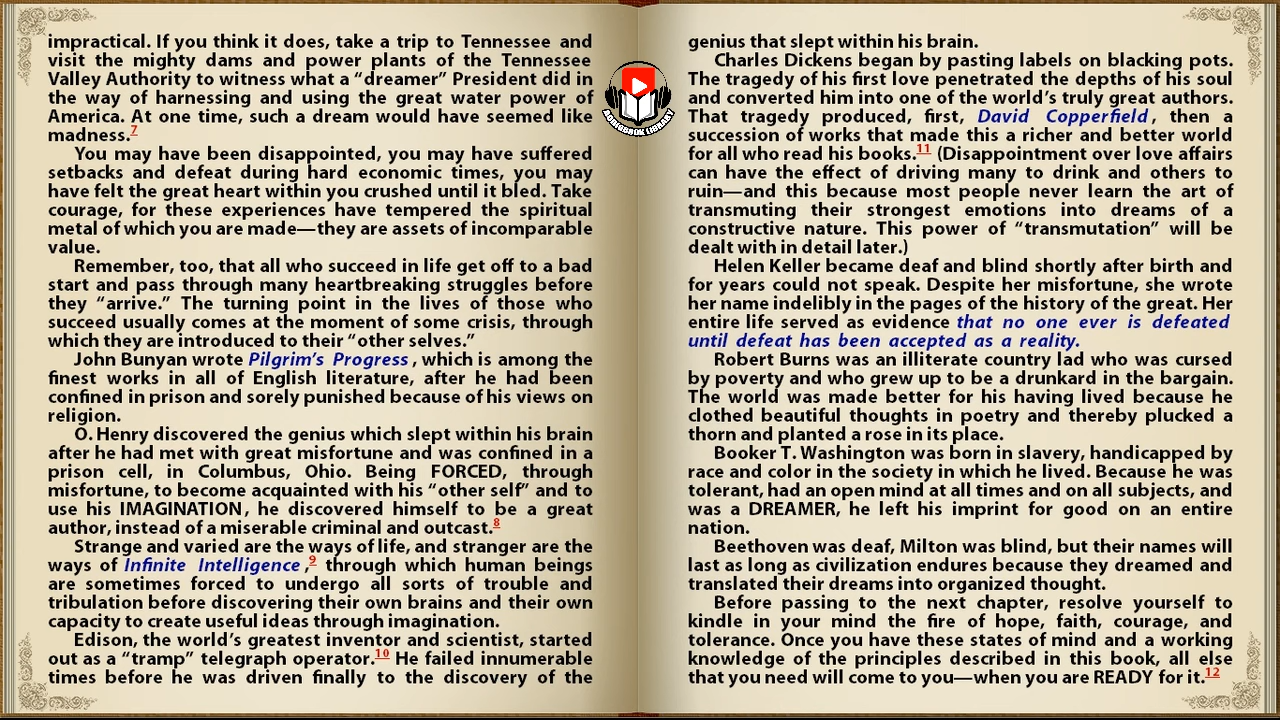 impractical. If you think it does, take a trip to Tennessee and
visit the mighty dams and power plants of the Tennessee
Valley Authority to witness what a “dreamer” President did in
the way of harnessing and using the great water power of
America. At one time, such a dream would have seemed like
madness.7
You may have been disappointed, you may have suffered
setbacks and defeat during hard economic times, you may
have felt the great heart within you crushed until it bled. Take
courage, for these experiences have tempered the spiritual
metal of which you are made—they are assets of incomparable
value.
Remember, too, that all who succeed in life get off to a bad
start and pass through many heartbreaking struggles before
they “arrive.” The turning point in the lives of those who
succeed usually comes at the moment of some crisis, through
which they are introduced to their “other selves.”
John Bunyan wrote Pilgrim’s Progress, which is among the
finest works in all of English literature, after he had been
confined in prison and sorely punished because of his views on
religion.
O. Henry discovered the genius which slept within his brain
after he had met with great misfortune and was confined in a
prison cell, in Columbus, Ohio. Being FORCED, through
misfortune, to become acquainted with his “other self” and to
use his IMAGINATION, he discovered himself to be a great
author, instead of a miserable criminal and outcast.8
Strange and varied are the ways of life, and stranger are the
ways of Infinite Intelligence,9 through which human beings
are sometimes forced to undergo all sorts of trouble and
tribulation before discovering their own brains and their own
capacity to create useful ideas through imagination.
Edison, the world’s greatest inventor and scientist, started
out as a “tramp” telegraph operator.10 He failed innumerable
times before he was driven finally to the discovery of the
AUDIOBOOK LIBRARY
genius that slept within his brain.
Charles Dickens began by pasting labels on blacking pots.
The tragedy of his first love penetrated the depths of his soul
and converted him into one of the world’s truly great authors.
That tragedy produced, first, David Copperfield, then a
succession of works that made this a richer and better world
for all who read his books.11 (Disappointment over love affairs
can have the effect of driving many to drink and others to
ruin—and this because most people never learn the art of
transmuting their strongest emotions into dreams of a
constructive nature. This power of “transmutation” will be
dealt with in detail later.)
Helen Keller became deaf and blind shortly after birth and
for years could not speak. Despite her misfortune, she wrote
her name indelibly in the pages of the history of the great. Her
entire life served as evidence that no one ever is defeated
until defeat has been accepted as a reality.
Robert Burns was an illiterate country lad who was cursed
by poverty and who grew up to be a drunkard in the bargain.
The world was made better for his having lived because he
clothed beautiful thoughts in poetry and thereby plucked a
thorn and planted a rose in its place.
Booker T. Washington was born in slavery, handicapped by
race and color in the society in which he lived. Because he was
tolerant, had an open mind at all times and on all subjects, and
was a DREAMER, he left his imprint for good on an entire
nation.
Beethoven was deaf, Milton was blind, but their names will
last as long as civilization endures because they dreamed and
translated their dreams into organized thought.
Before passing to the next chapter, resolve yourself to
kindle in your mind the fire of hope, faith, courage, and
tolerance. Once you have these states of mind and a working
knowledge of the principles described in this book, all else
that you need will come to you—when you are READY for it.12